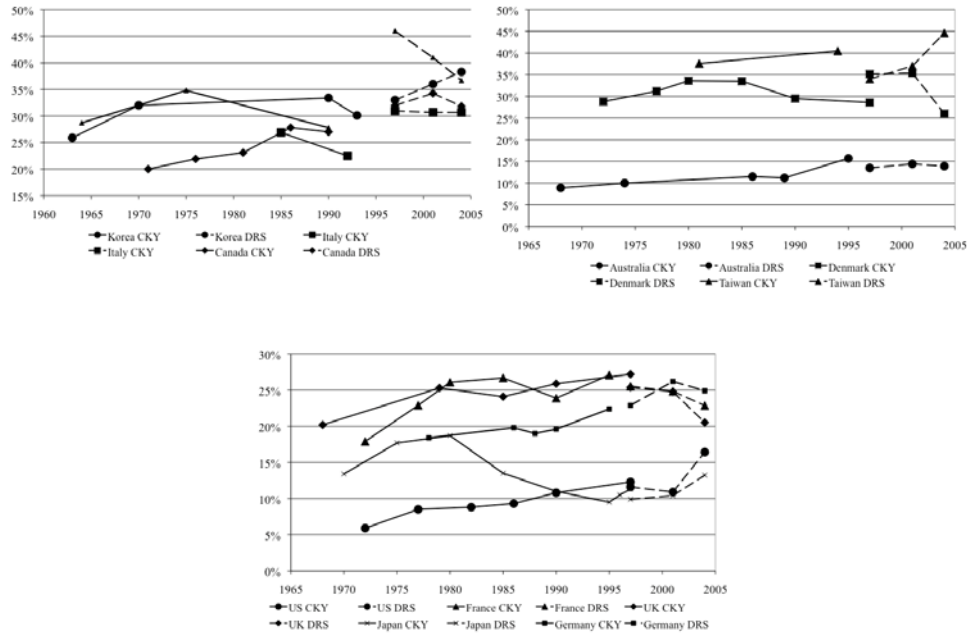 50%
45%
40%
35%
30%
25%
20%
15%
1960 1965 1970 1975 1980 1985 1990 1995 2000 2005
Korea CKY Korea DRS Italy CKY
Italy CKY Canada CKY Canada DRS
50%
45%
40%
35%
30%
25%
20%
15%
10%
5%
0%
1965 1970 1975 1980 1985 1990 1995 2000 2005
Australia CKY Australia DRS Denmark CKY
Denmark DRS Taiwan CKY Taiwan DRS
30%
25%
20%
15%
10%
5%
0%
1965 1970 1975 1980 1985 1990 1995 2000 2005
US CKY US DRS France CKY France DRS UK CKY
UK DRS Japan CKY Japan DRS Germany CKY Germany DRS